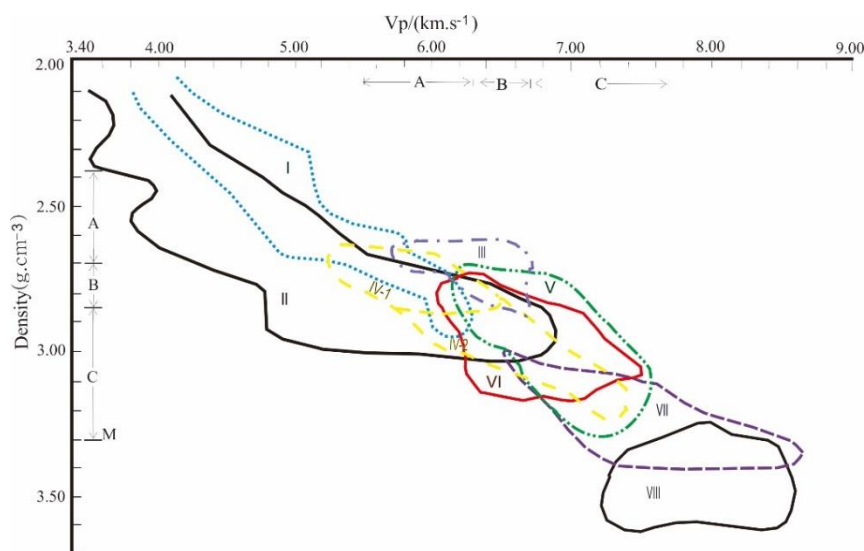 Vp/(km.s-1)
3.40 4.00 5.00 6.00 7.00 8.00 9.00
2.00
A B C
I
2.50
A
III
B
IV-1
V
II
Density(g.cm-3)
IV-2
3.00
C
VI
VII
M
VIII
3.50